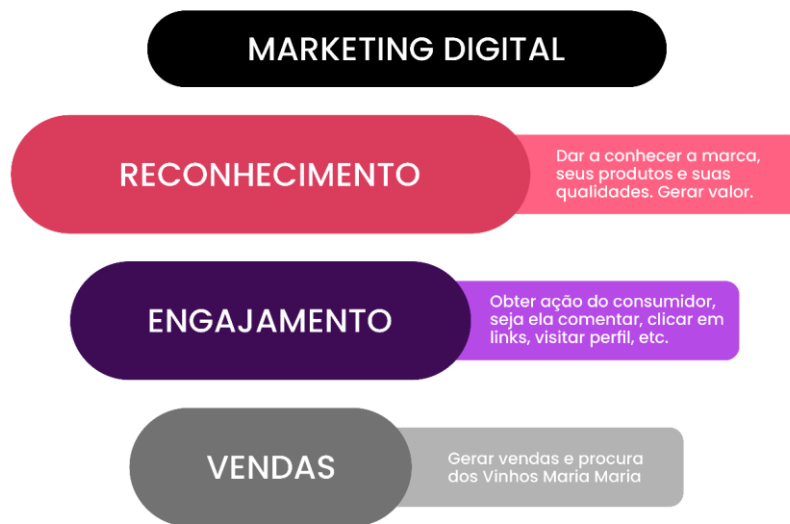 MARKETING DIGITAL
RECONHECIMENTO
Dar a conhecer a marca,
seus produtos e suas
qualidades. Gerar valor.
ENGAJAMENTO
Obter ação do consumidor,
seja ela comentar, clicar em
links, visitar perfil, etc.
VENDAS
Gerar vendas e procura
dos Vinhos Maria Maria